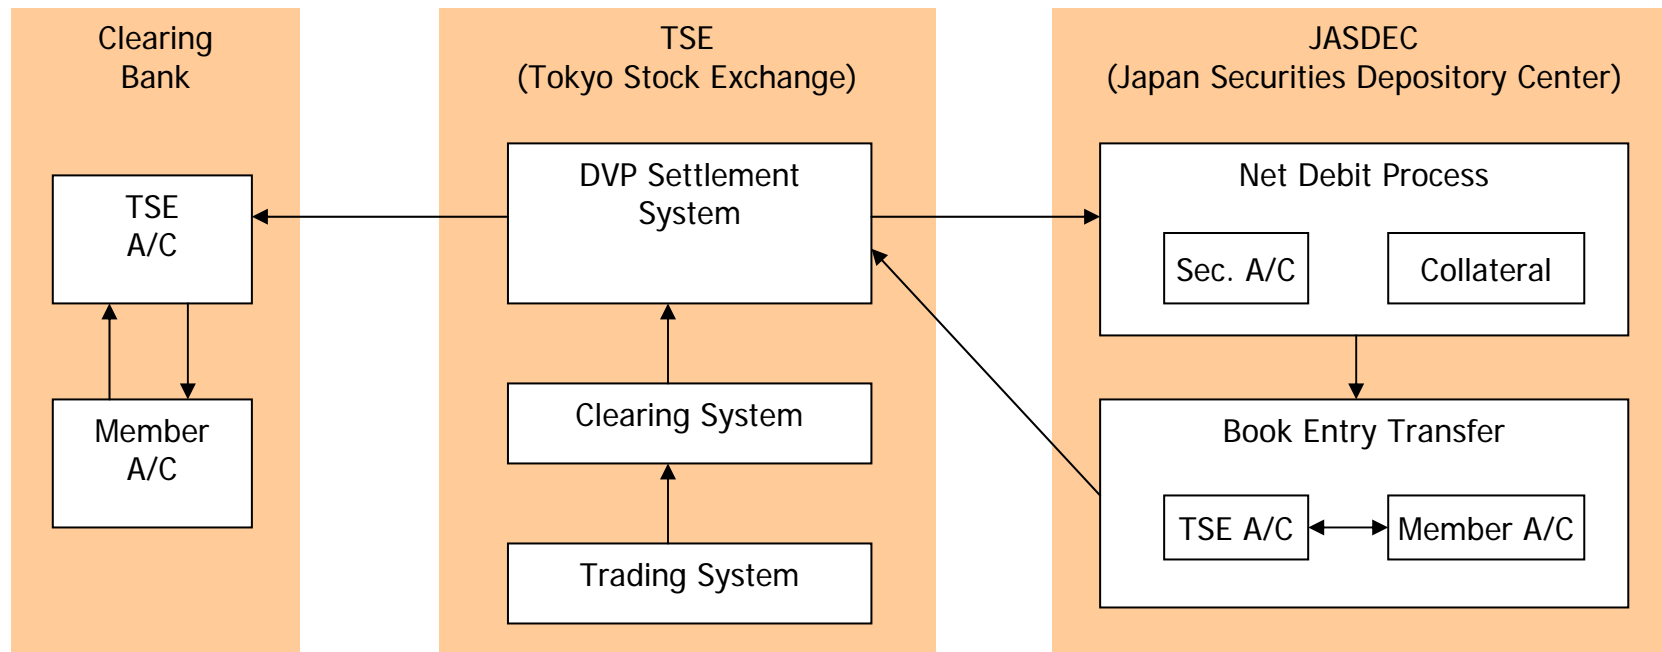 Clearing
Bank
TSE
A/C
Member
A/C
TSE
(Tokyo Stock Exchange)
DVP Settlement
System
Clearing System
Trading System
JASDEC
(Japan Securities Depository Center)
Net Debit Process
Sec. A/C
Collateral
Book Entry Transfer
TSE A/C
Member A/C